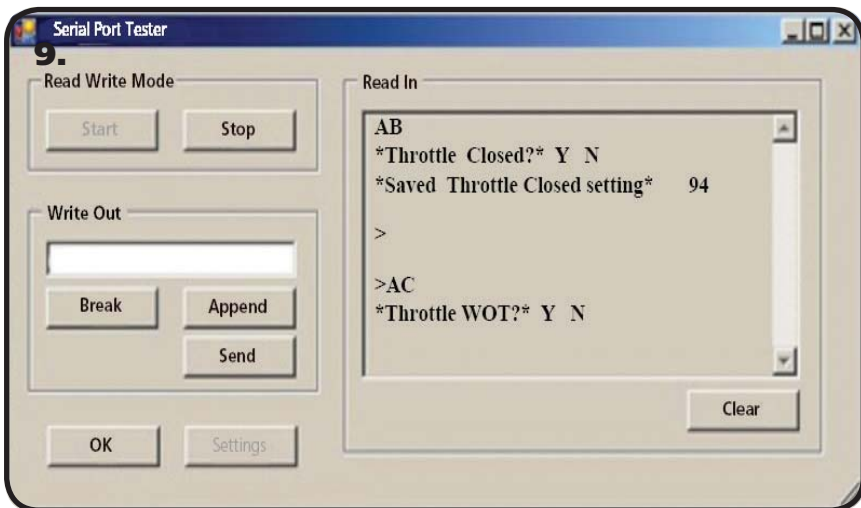 Serial Port Tester
9.
Read Write Mode
Start Stop
Write Out
Break Append
Send
OK Settings
Read In
AB
*Throttle Closed?* Y N
*Saved Throttle Closed setting* 94
>
>AC
*Throttle WOT?* Y N
Clear